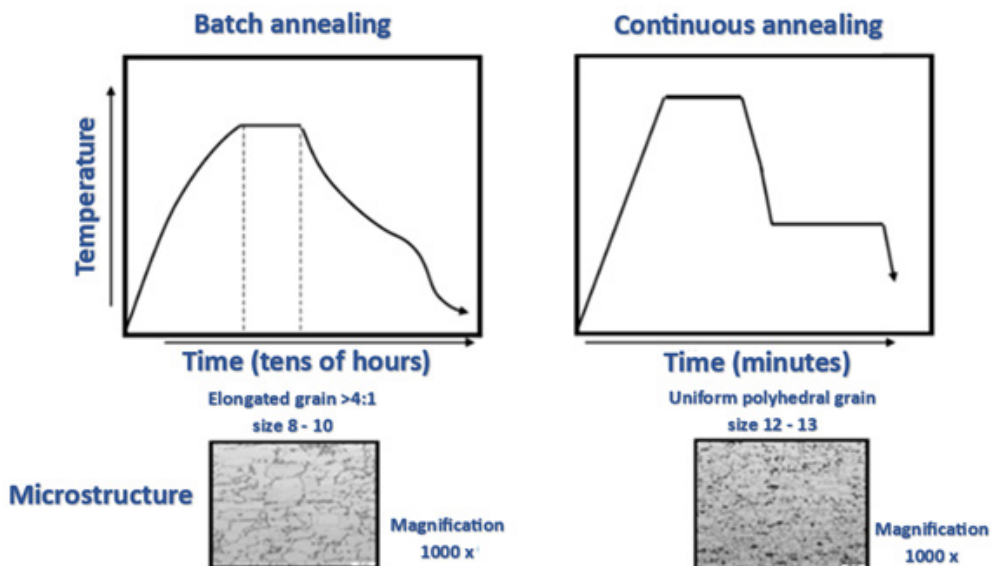 Batch annealing
Continuous annealing
Temperature
Time (tens of hours)
Time (minutes)
Elongated grain >4:1
size 8 - 10
Uniform polyhedral grain
size 12 - 13
Microstructure
Magnification
1000 x
Magnification
1000 x